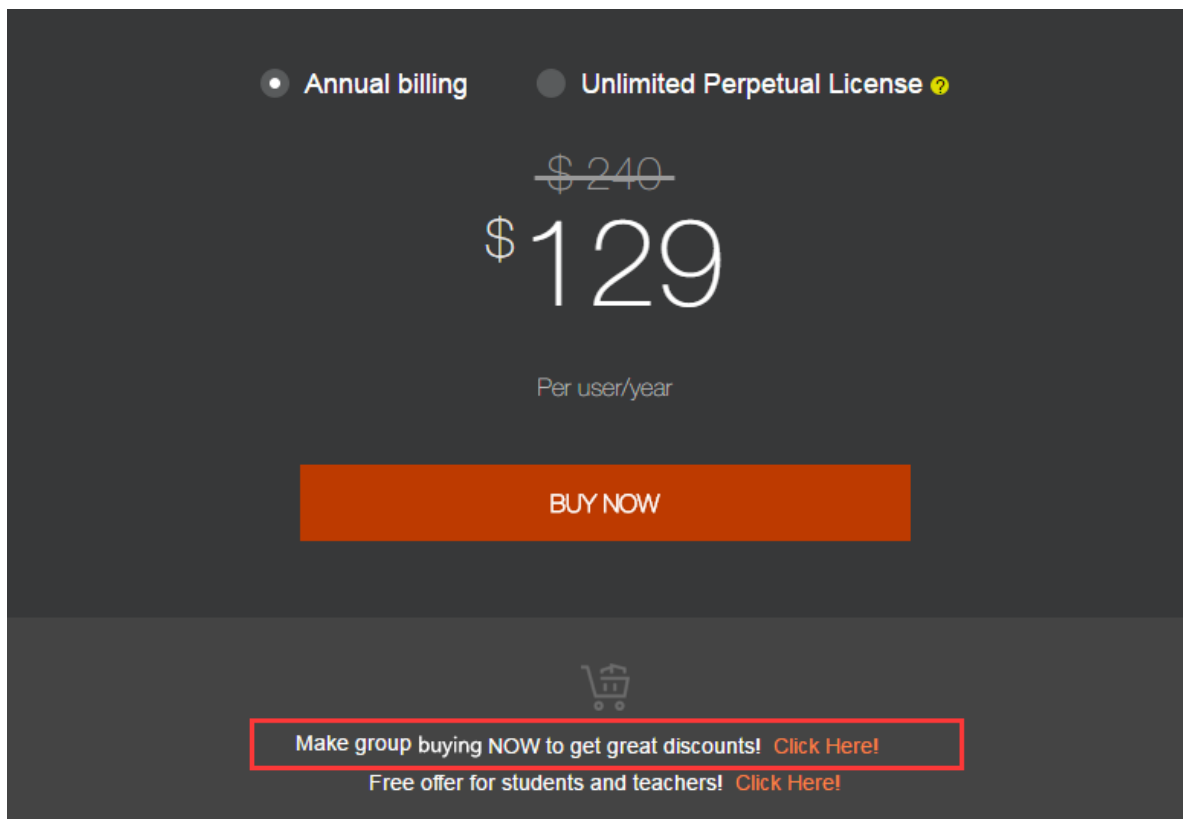 Annual billing Unlimited Perpetual License ?
$ 240
$129
Per user/year
BUY NOW
Make group buying NOW to get great discounts! Click Here!
Free offer for students and teachers! Click Here!